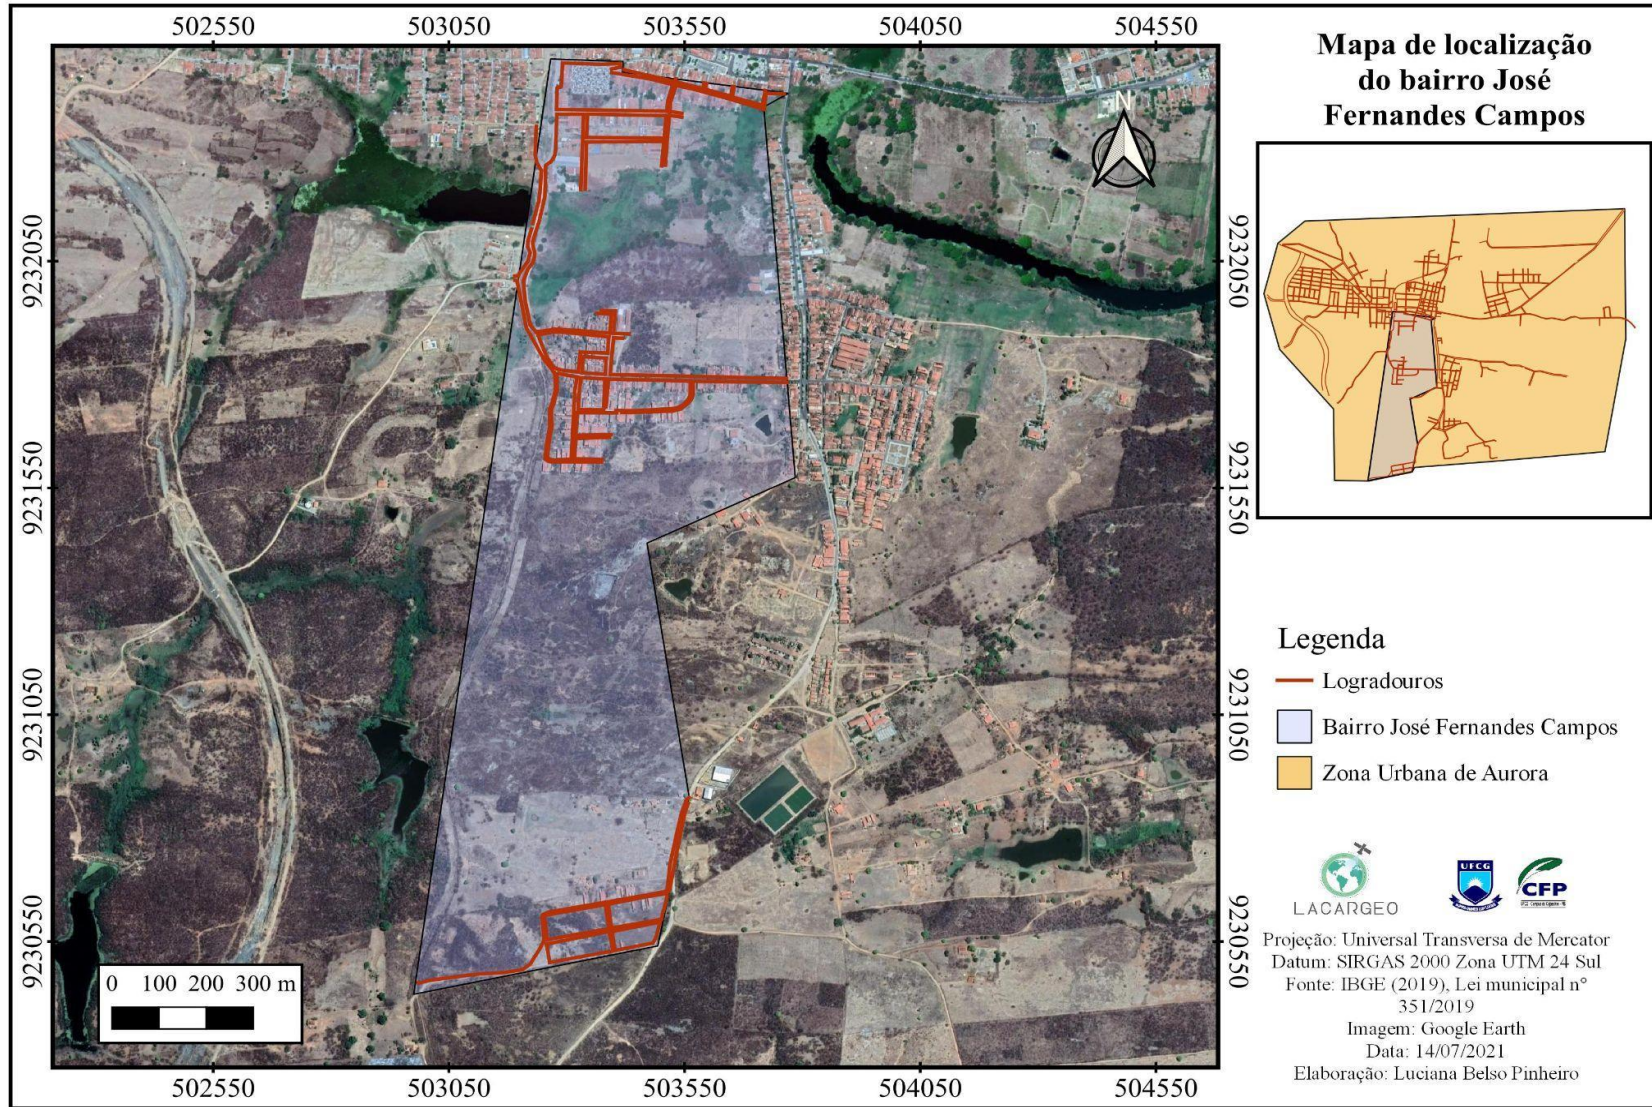 502550 503050 503550 504050 504550
Mapa de localização
do bairro José
Fernandes Campos
N
9232050
9231550
9231050
9230550
9232050
9231550
9231050
9230550
Legenda
Logradouros
Bairro José Fernandes Campos
Zona Urbana de Aurora
LACARGEO
UFCG
CFP
Projeção: Universal Transversa de Mercator
Datum: SIRGAS 2000 Zona UTM 24 Sul
Fonte: IBGE (2019), Lei municipal nº
351/2019
Imagem: Google Earth
Data: 14/07/2021
Elaboração: Luciana Belso Pinheiro
0 100 200 300 m
502550 503050 503550 504050 504550